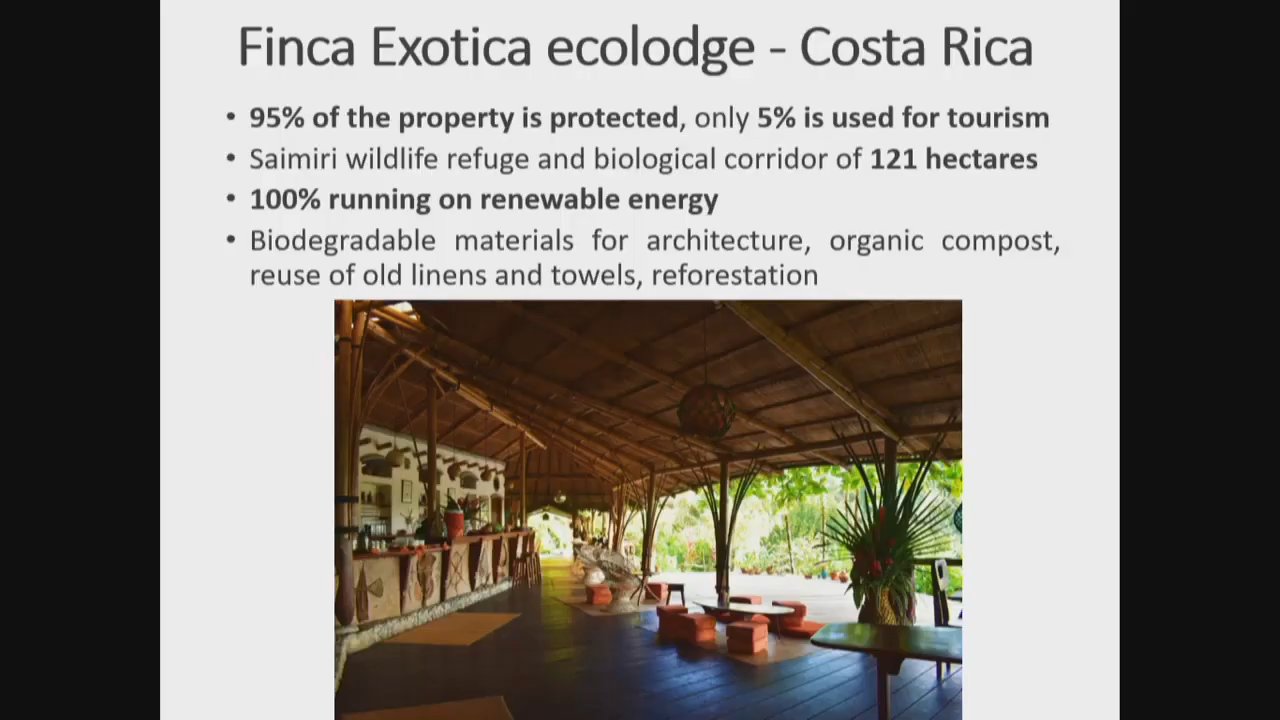 Finca Exotica ecolodge - Costa Rica
• 95% of the property is protected, only 5% is used for tourism
• Saimiri wildlife refuge and biological corridor of 121 hectares
• 100% running on renewable energy
• Biodegradable materials for architecture, organic compost,
reuse of old linens and towels, reforestation